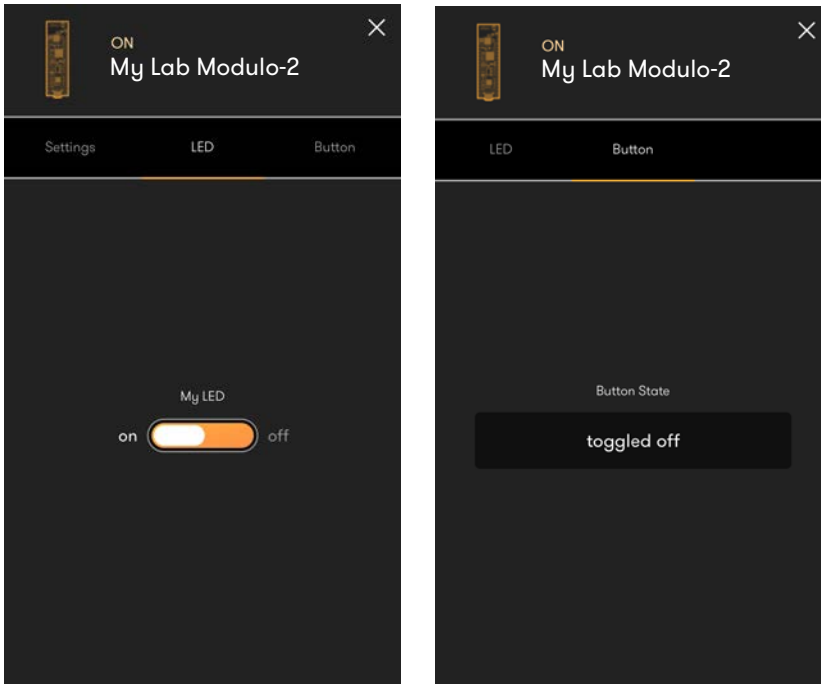 ON
My Lab Modulo-2
Settings LED Button
My LED
on off
ON
My Lab Modulo-2
LED Button
Button State
toggled off